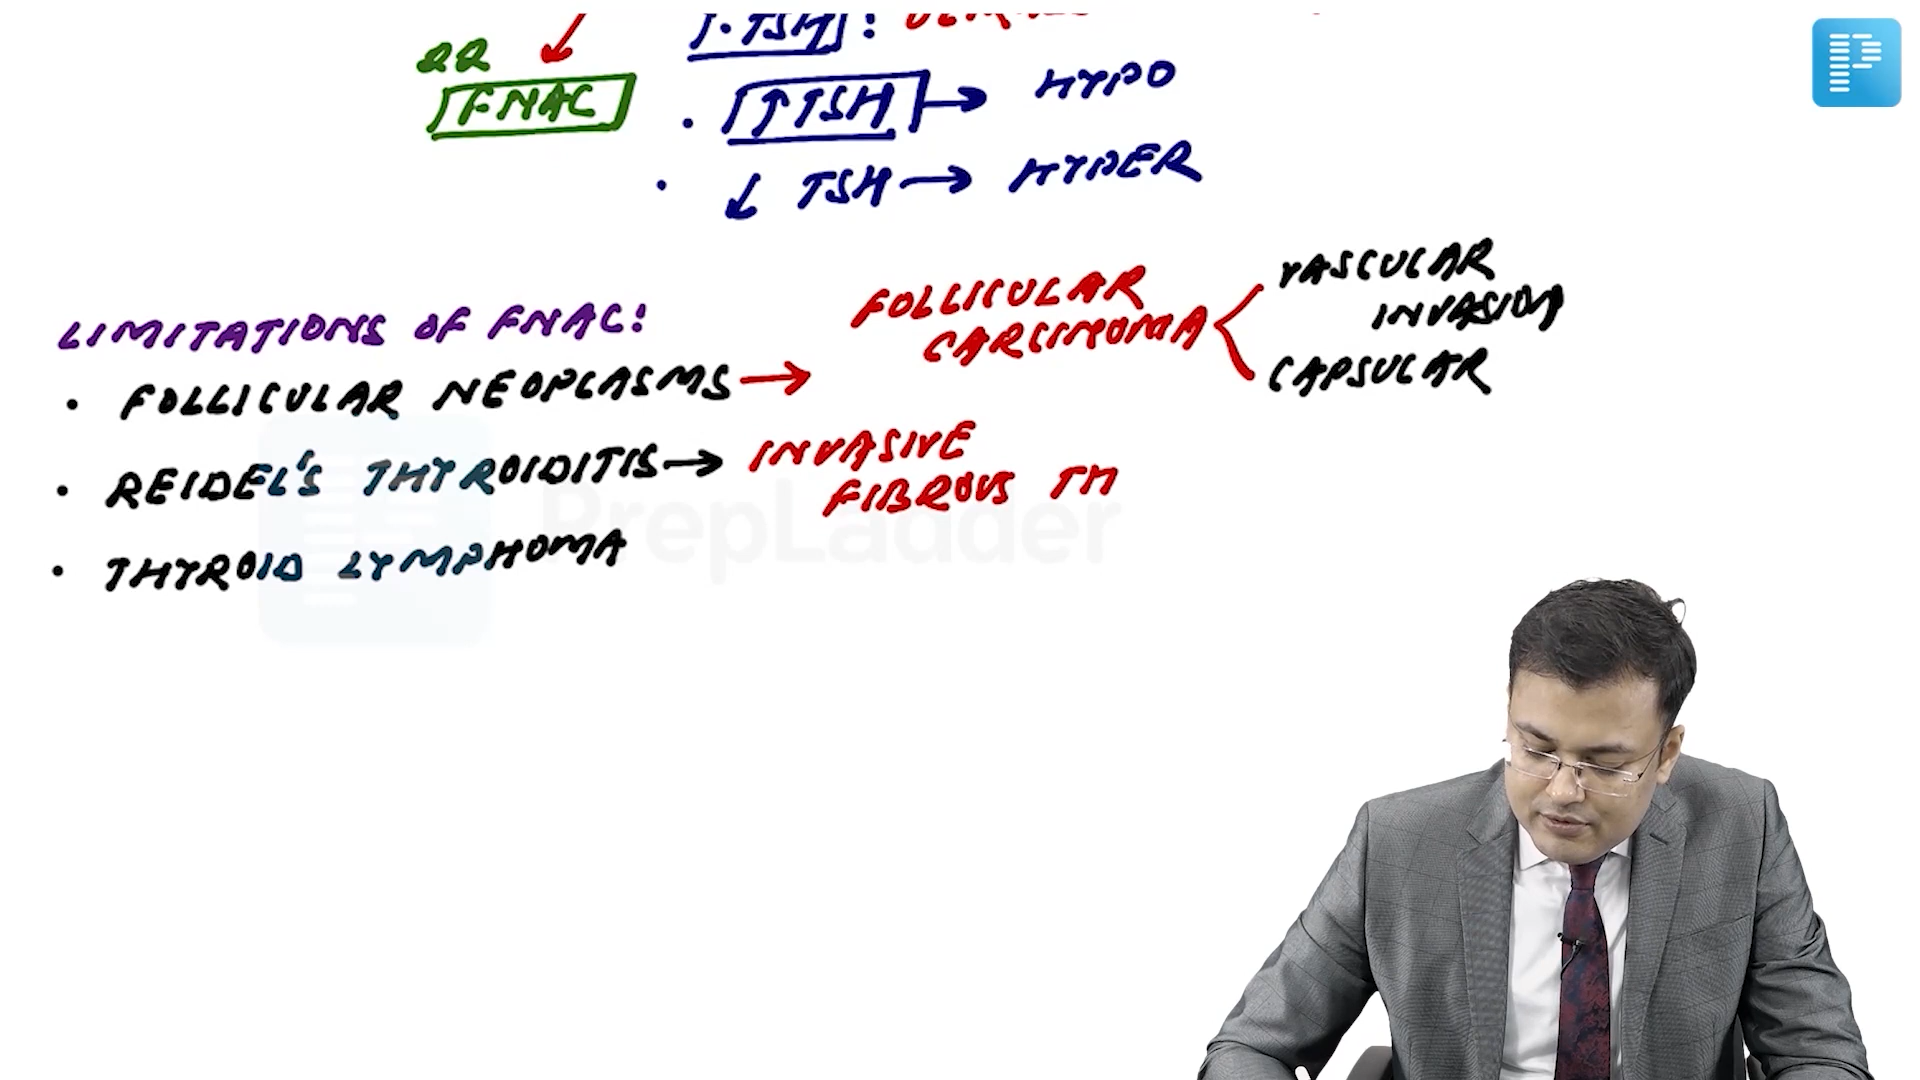 ↑ TSH → HYPO
FNAC
↓ TSH → HYPER
LIMITATIONS OF FNAC:
• FOLLICULAR NEOPLASMS → FOLLICULAR CARCINOMA
VASCULAR INVASION
CAPSULAR
• REIDEL'S THYROIDITIS → INVASIVE
FIBROUS TH
• THYROID LYMPHOMA
PrepLadder